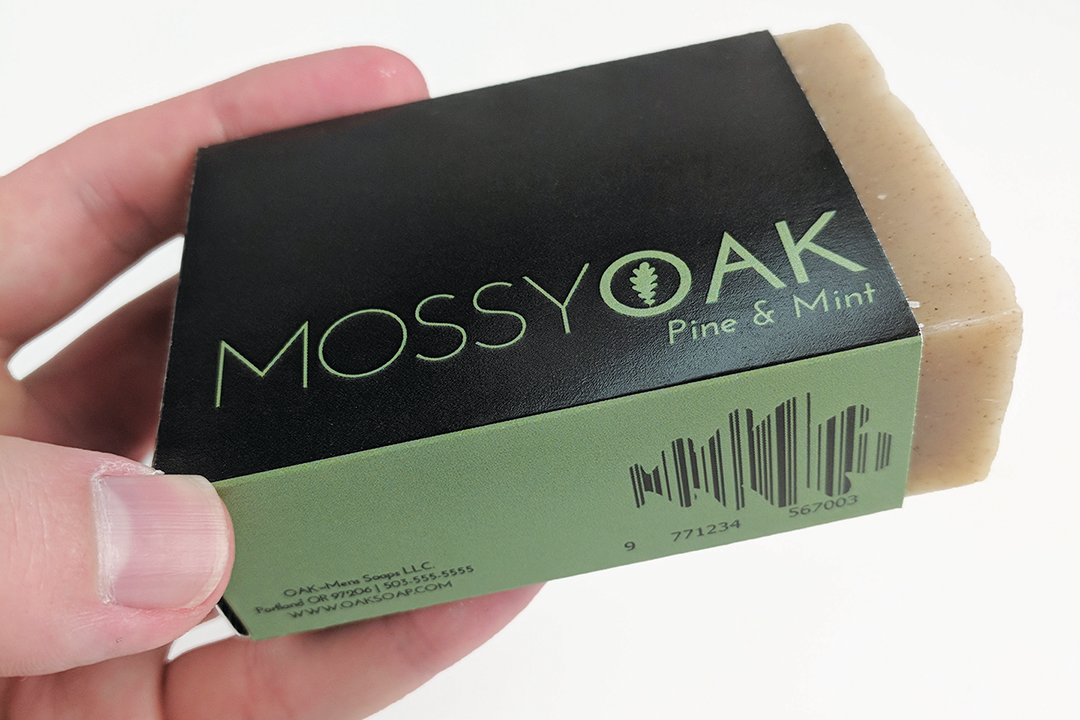 MOSSYOAK
Pine & Mint
9 771234 567003
OAK-Mens Soaps LLC.
Portland OR 97206 | 503-555-5555
WWW.OAKSOAP.COM